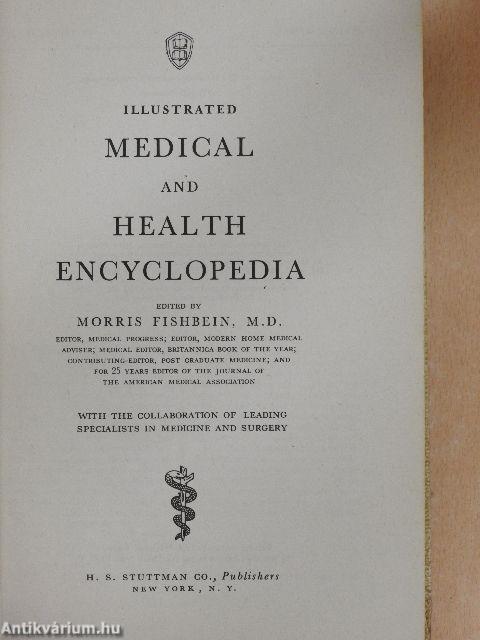 ILLUSTRATED
MEDICAL
AND
HEALTH
ENCYCLOPEDIA
EDITED BY
MORRIS FISHBEIN, M.D.
EDITOR, MEDICAL PROGRESS; EDITOR, MODERN HOME MEDICAL
ADVISER; MEDICAL EDITOR, BRITANNICA BOOK OF THE YEAR;
CONTRIBUTING EDITOR, POST GRADUATE MEDICINE; AND
FOR 25 YEARS EDITOR OF THE JOURNAL OF
THE AMERICAN MEDICAL ASSOCIATION
WITH THE COLLABORATION OF LEADING
SPECIALISTS IN MEDICINE AND SURGERY
H. S. STUTTMAN CO., Publishers
NEW YORK, N. Y.
Antikvárium.hu